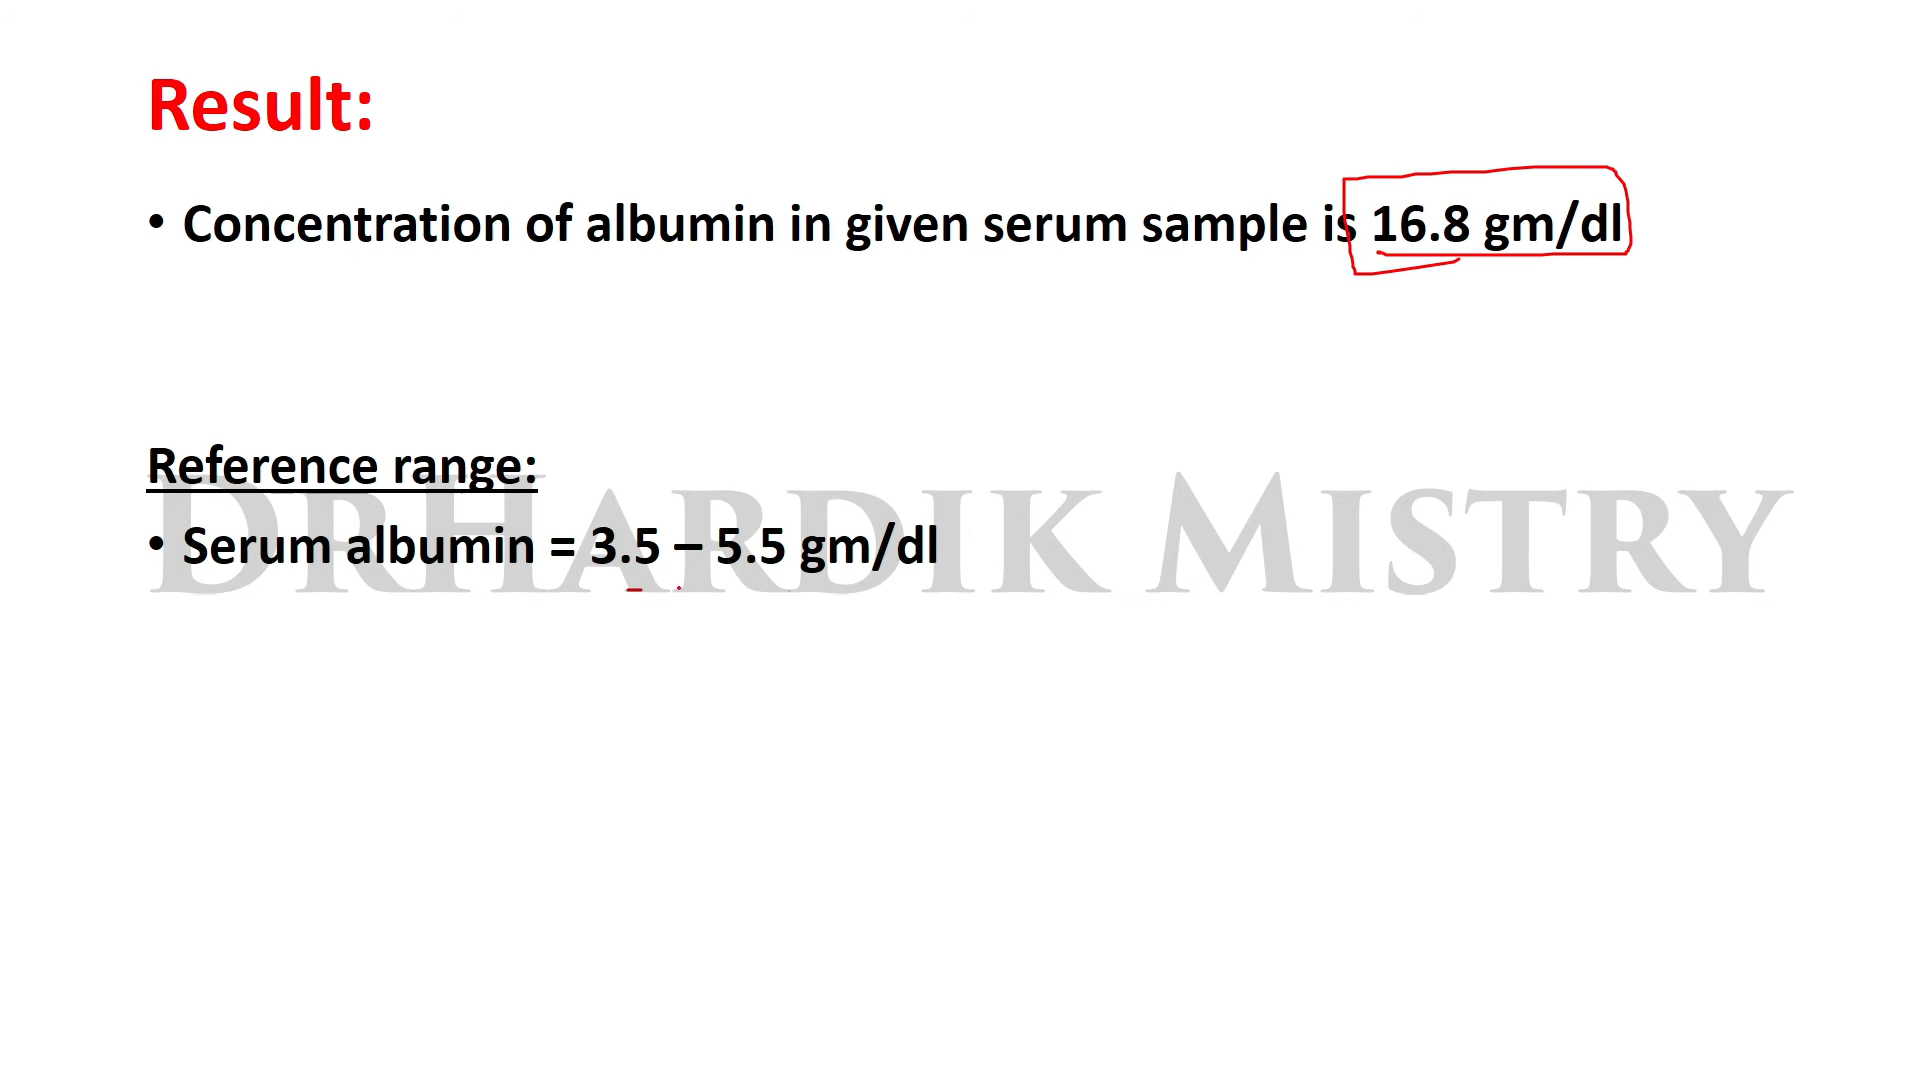 Result:
• Concentration of albumin in given serum sample is 16.8 gm/dl
Reference range:
• Serum albumin = 3.5 – 5.5 gm/dl
DrHardik Mistry